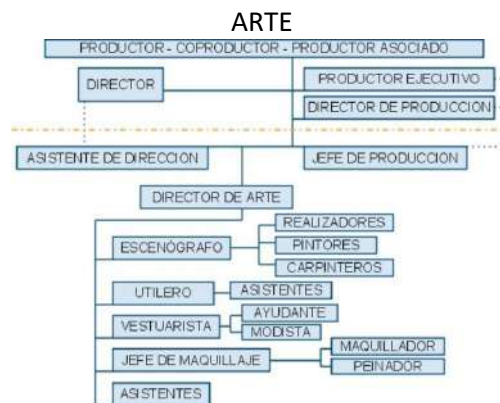 ARTE
PRODUCTOR - COPRODUCTOR - PRODUCTOR ASOCIADO
DIRECTOR
PRODUCTOR EJECUTIVO
DIRECTOR DE PRODUCCION
ASISTENTE DE DIRECCION
JEFE DE PRODUCCION
DIRECTOR DE ARTE
REALIZADORES
ESCENÓGRAFO
PINTORES
CARPINTEROS
UTILERO
ASISTENTES
AYUDANTE
VESTUARISTA
MODISTA
MAQUILLADOR
JEFE DE MAQUILLAJE
PEINADOR
ASISTENTES